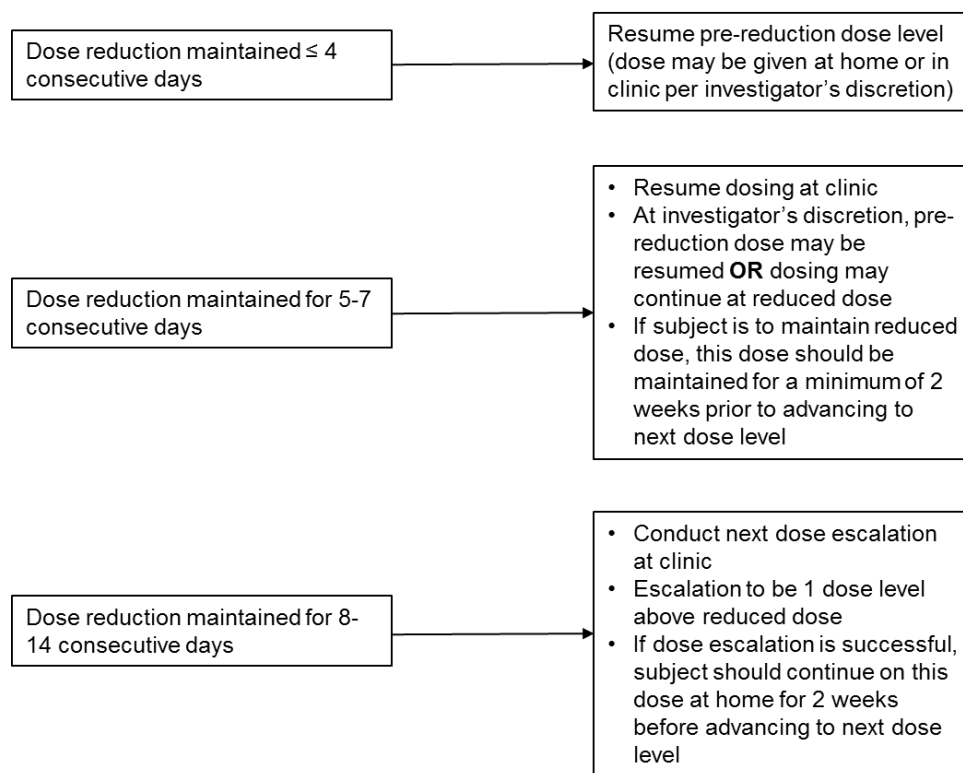 Dose reduction maintained ≤ 4
consecutive days
Resume pre-reduction dose level
(dose may be given at home or in
clinic per investigator’s discretion)
Dose reduction maintained for 5-7
consecutive days
• Resume dosing at clinic
• At investigator’s discretion, pre-
reduction dose may be
resumed OR dosing may
continue at reduced dose
• If subject is to maintain reduced
dose, this dose should be
maintained for a minimum of 2
weeks prior to advancing to
next dose level
Dose reduction maintained for 8-
14 consecutive days
• Conduct next dose escalation
at clinic
• Escalation to be 1 dose level
above reduced dose
• If dose escalation is successful,
subject should continue on this
dose at home for 2 weeks
before advancing to next dose
level